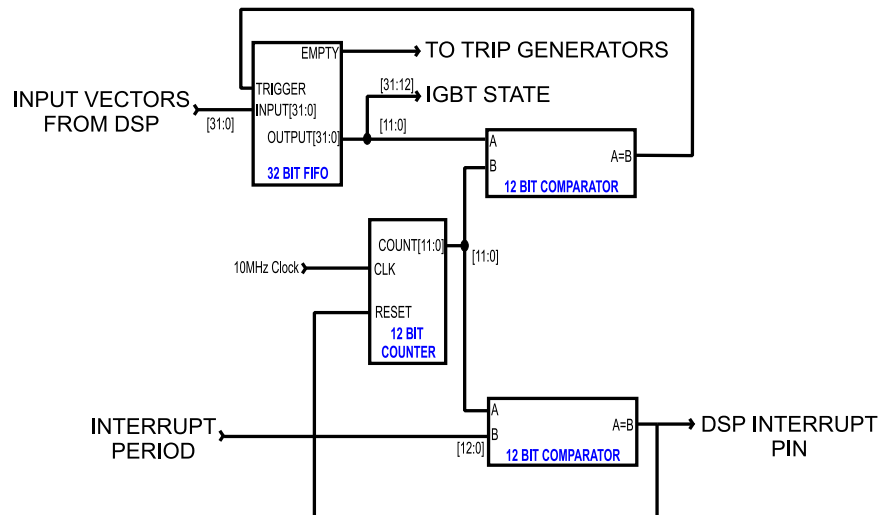 EMPTY
TO TRIP GENERATORS
TRIGGER
[31:12]
INPUT VECTORS
FROM DSP
INPUT[31:0]
IGBT STATE
[31:0]
OUTPUT[31:0]
[11:0]
A
A=B
B
32 BIT FIFO
12 BIT COMPARATOR
COUNT[11:0]
[11:0]
10MHz Clock
CLK
RESET
12 BIT
COUNTER
A
INTERRUPT
PERIOD
B
A=B
DSP INTERRUPT
PIN
[12:0]
12 BIT COMPARATOR